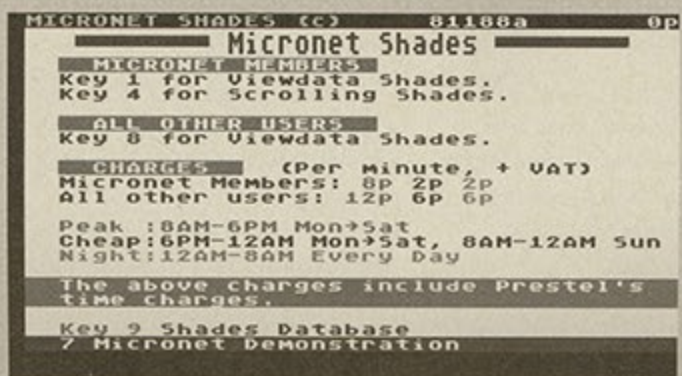 MICRONET SHADES (C) 81188a 0p
Micronet Shades
MICRONET MEMBERS
Key 1 for Viewdata Shades.
Key 4 for Scrolling Shades.
ALL OTHER USERS
Key 8 for Viewdata Shades.
CHARGES (Per minute, + VAT)
Micronet Members: 8p 2p 2p
All other users: 12p 6p 6p
Peak :8AM-6PM Mon→Sat
Cheap:6PM-12AM Mon→Sat, 8AM-12AM Sun
Night:12AM-8AM Every Day
The above charges include Prestel's
time charges.
Key 9 Shades Database
7 Micronet Demonstration